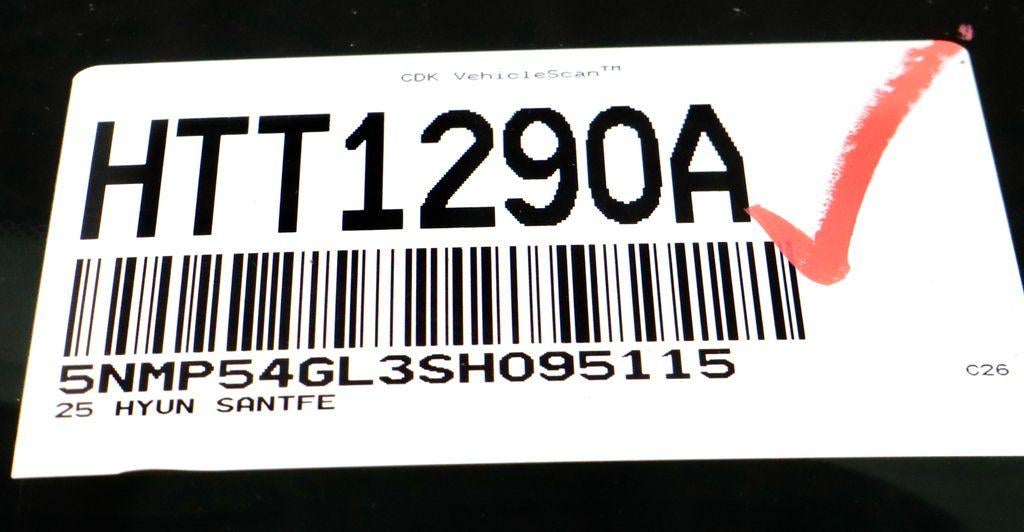 CDK VehicleScan™
HTT1290A
5NMP54GL3SH095115
25 HYUN SANTFE
C26